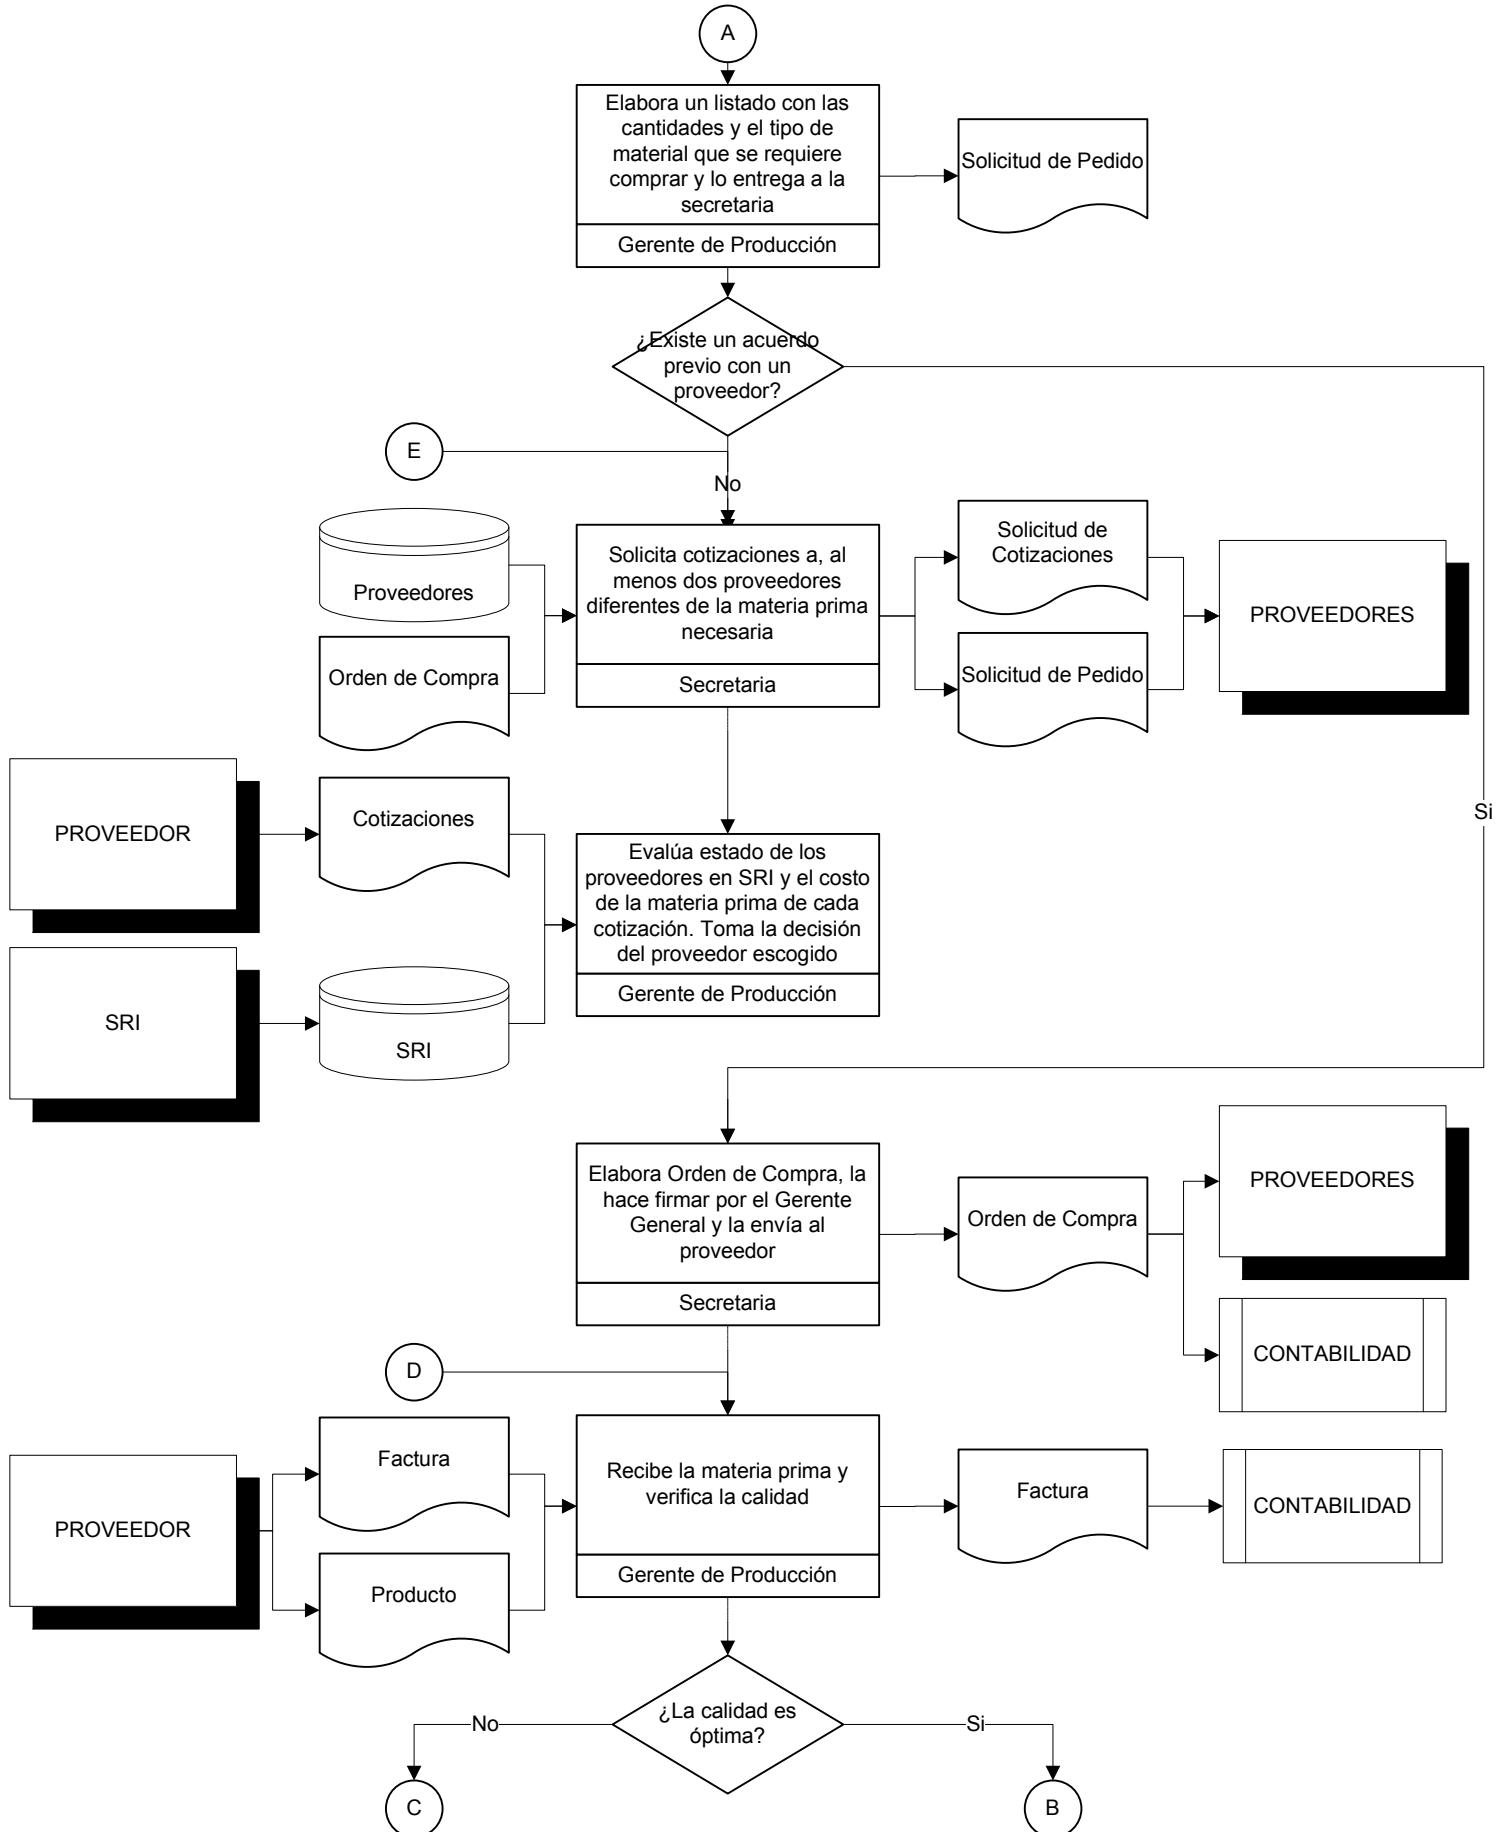 A
Elabora un listado con las
cantidades y el tipo de
material que se requiere
comprar y lo entrega a la
secretaria
Gerente de Producción
Solicitud de Pedido
¿Existe un acuerdo
previo con un
proveedor?
E
No
Si
Proveedores
Orden de Compra
Solicita cotizaciones a, al
menos dos proveedores
diferentes de la materia prima
necesaria
Secretaria
Solicitud de
Cotizaciones
Solicitud de Pedido
PROVEEDORES
PROVEEDOR
Cotizaciones
SRI
SRI
Evalúa estado de los
proveedores en SRI y el costo
de la materia prima de cada
cotización. Toma la decisión
del proveedor escogido
Gerente de Producción
Elabora Orden de Compra, la
hace firmar por el Gerente
General y la envía al
proveedor
Secretaria
Orden de Compra
PROVEEDORES
CONTABILIDAD
D
PROVEEDOR
Factura
Producto
Recibe la materia prima y
verifica la calidad
Gerente de Producción
Factura
CONTABILIDAD
¿La calidad es
óptima?
No
Si
C
B